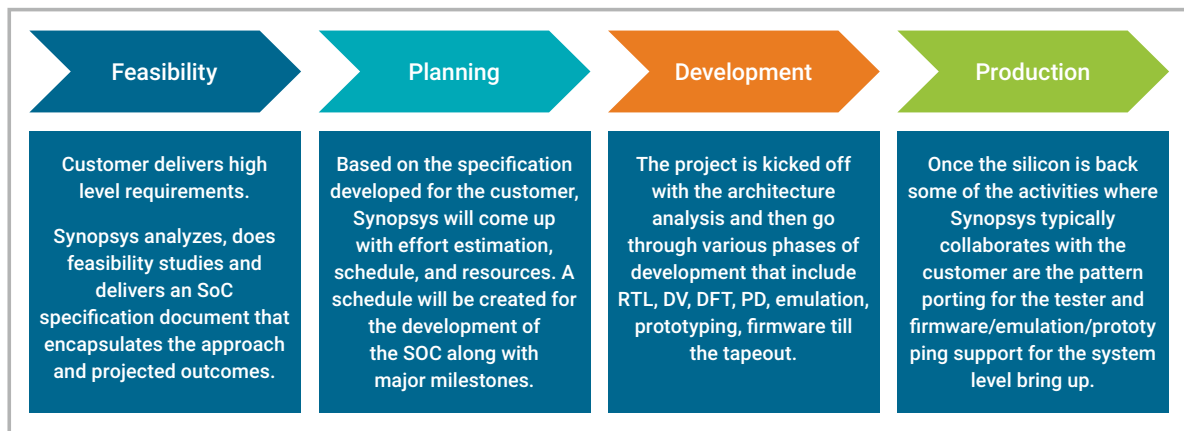 Feasibility
Customer delivers high
level requirements.
Synopsys analyzes, does
feasibility studies and
delivers an SoC
specification document that
encapsulates the approach
and projected outcomes.
Planning
Based on the specification
developed for the customer,
Synopsys will come up
with effort estimation,
schedule, and resources. A
schedule will be created for
the development of
the SOC along with
major milestones.
Development
The project is kicked off
with the architecture
analysis and then go
through various phases of
development that include
RTL, DV, DFT, PD, emulation,
prototyping, firmware till
the tapeout.
Production
Once the silicon is back
some of the activities where
Synopsys typically
collaborates with the
customer are the pattern
porting for the tester and
firmware/emulation/prototy
ping support for the system
level bring up.